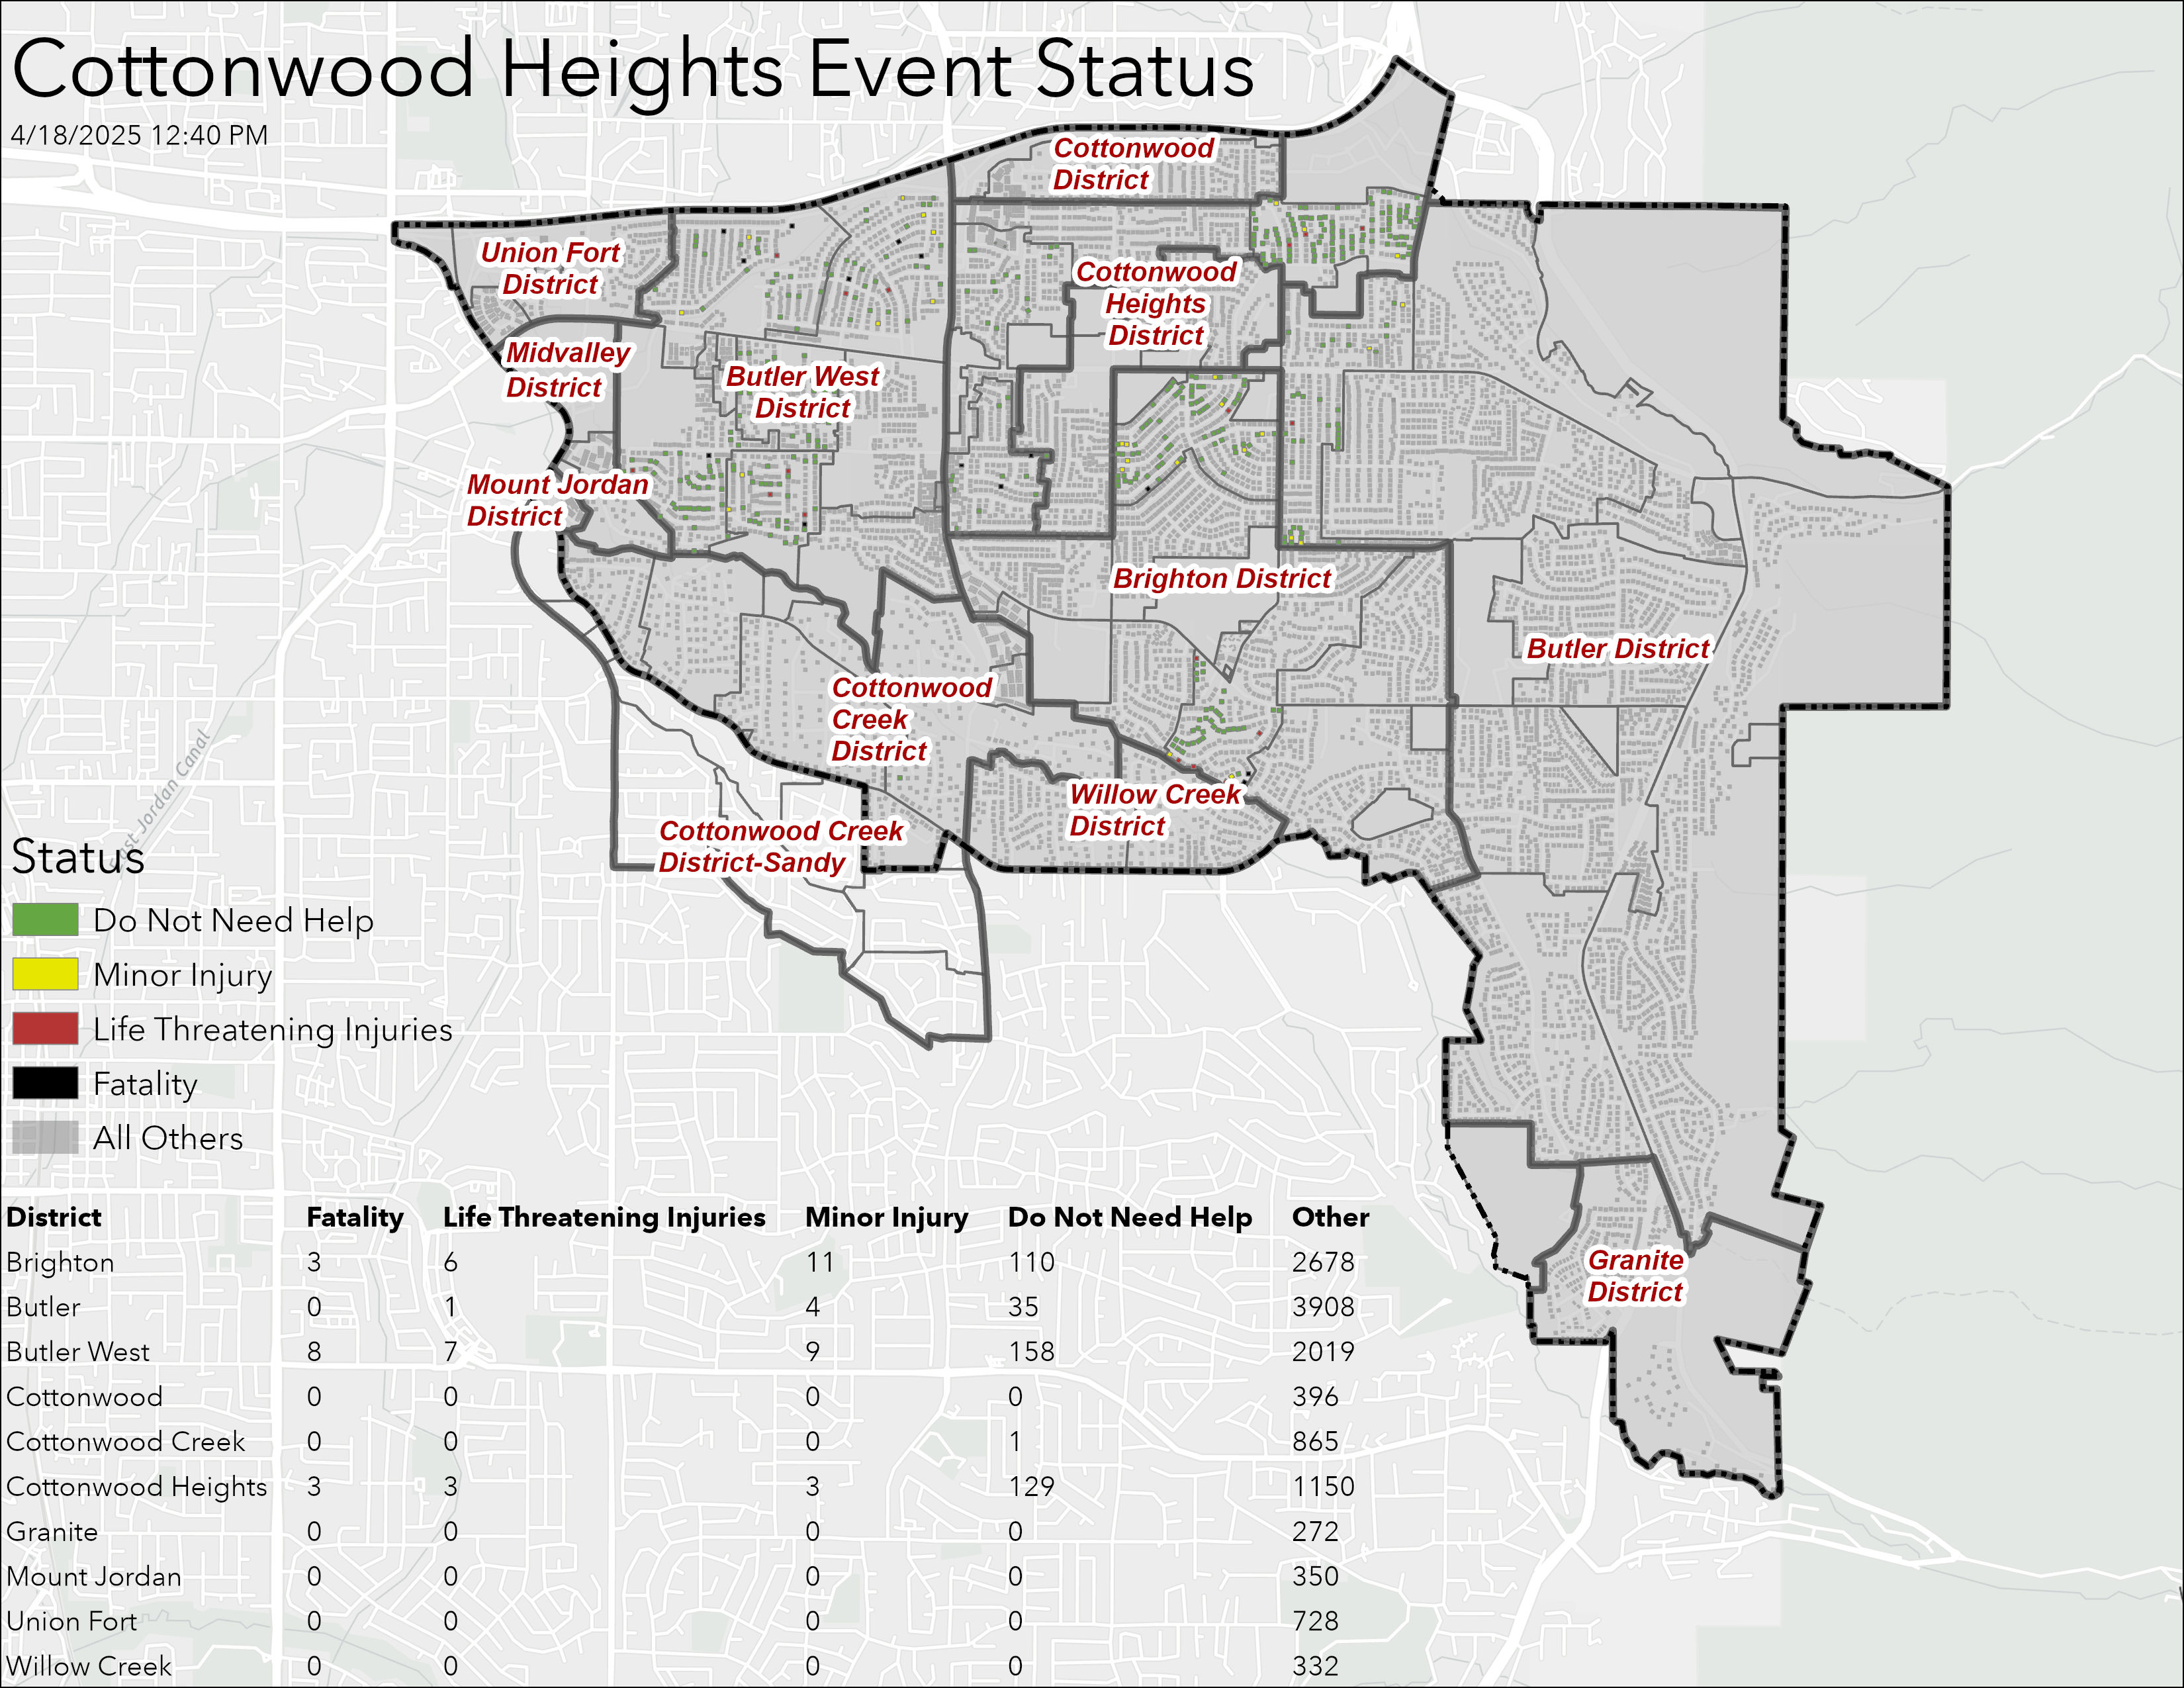 Cottonwood Heights Event Status
4/18/2025 12:40 PM
Cottonwood
District
Union Fort
District
Cottonwood
Heights
District
Midvalley
District
Butler West
District
Mount Jordan
District
Brighton District
Butler District
Cottonwood
Creek
District
Willow Creek
District
Cottonwood Creek
District-Sandy
Granite
District
East Jordan Canal
Status
Do Not Need Help
Minor Injury
Life Threatening Injuries
Fatality
All Others
District Fatality Life Threatening Injuries Minor Injury Do Not Need Help Other
Brighton 3 6 11 110 2678
Butler 0 1 4 35 3908
Butler West 8 7 9 158 2019
Cottonwood 0 0 0 0 396
Cottonwood Creek 0 0 0 1 865
Cottonwood Heights 3 3 3 129 1150
Granite 0 0 0 0 272
Mount Jordan 0 0 0 0 350
Union Fort 0 0 0 0 728
Willow Creek 0 0 0 0 332